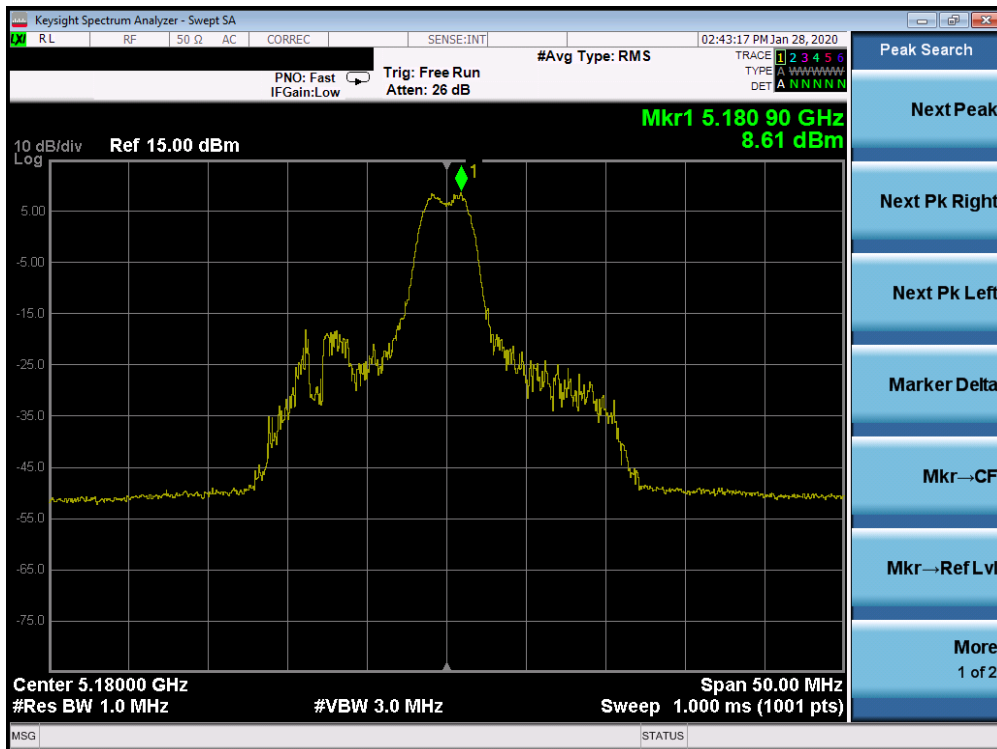 Keysight Spectrum Analyzer - Swept SA
LXI RL RF 50 Ω AC CORREC SENSE:INT 02:43:17 PM Jan 28, 2020
#Avg Type: RMS TRACE 1 2 3 4 5 6
PNO: Fast Trig: Free Run TYPE A WWWWW
IFGain:Low Atten: 26 dB DET A N N N N N
Mkr1 5.180 90 GHz
8.61 dBm
10 dB/div Ref 15.00 dBm
Log
1
5.00
-5.00
-15.0
-25.0
-35.0
-45.0
-55.0
-65.0
-75.0
Center 5.18000 GHz Span 50.00 MHz
#Res BW 1.0 MHz #VBW 3.0 MHz Sweep 1.000 ms (1001 pts)
MSG STATUS
Peak Search
Next Peak
Next Pk Right
Next Pk Left
Marker Delta
Mkr→CF
Mkr→Ref Lvl
More
1 of 2